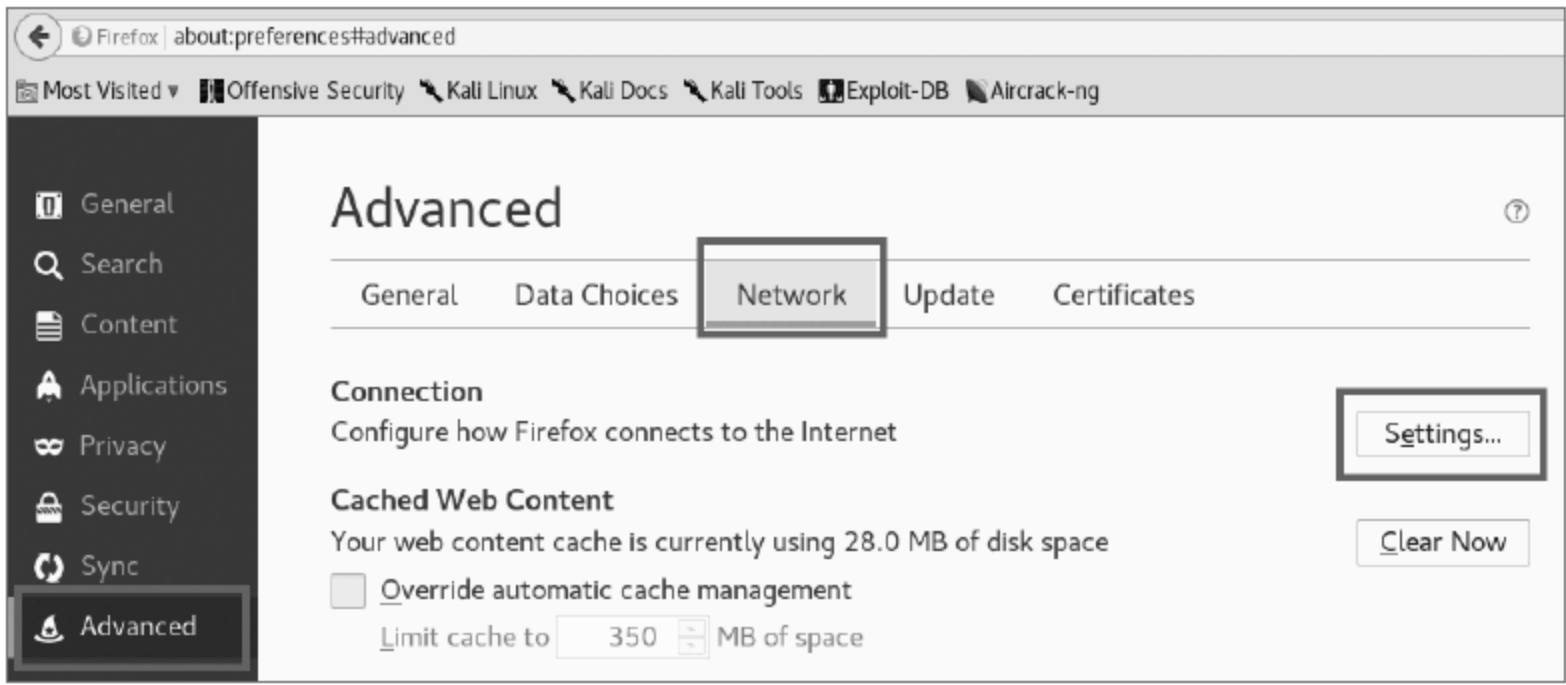 Firefox about:preferences#advanced
Most Visited Offensive Security Kali Linux Kali Docs Kali Tools Exploit-DB Aircrack-ng
General
Search
Content
Applications
Privacy
Security
Sync
Advanced
Advanced
?
General Data Choices Network Update Certificates
Connection
Configure how Firefox connects to the Internet
Settings...
Cached Web Content
Your web content cache is currently using 28.0 MB of disk space
Clear Now
Override automatic cache management
Limit cache to 350 MB of space